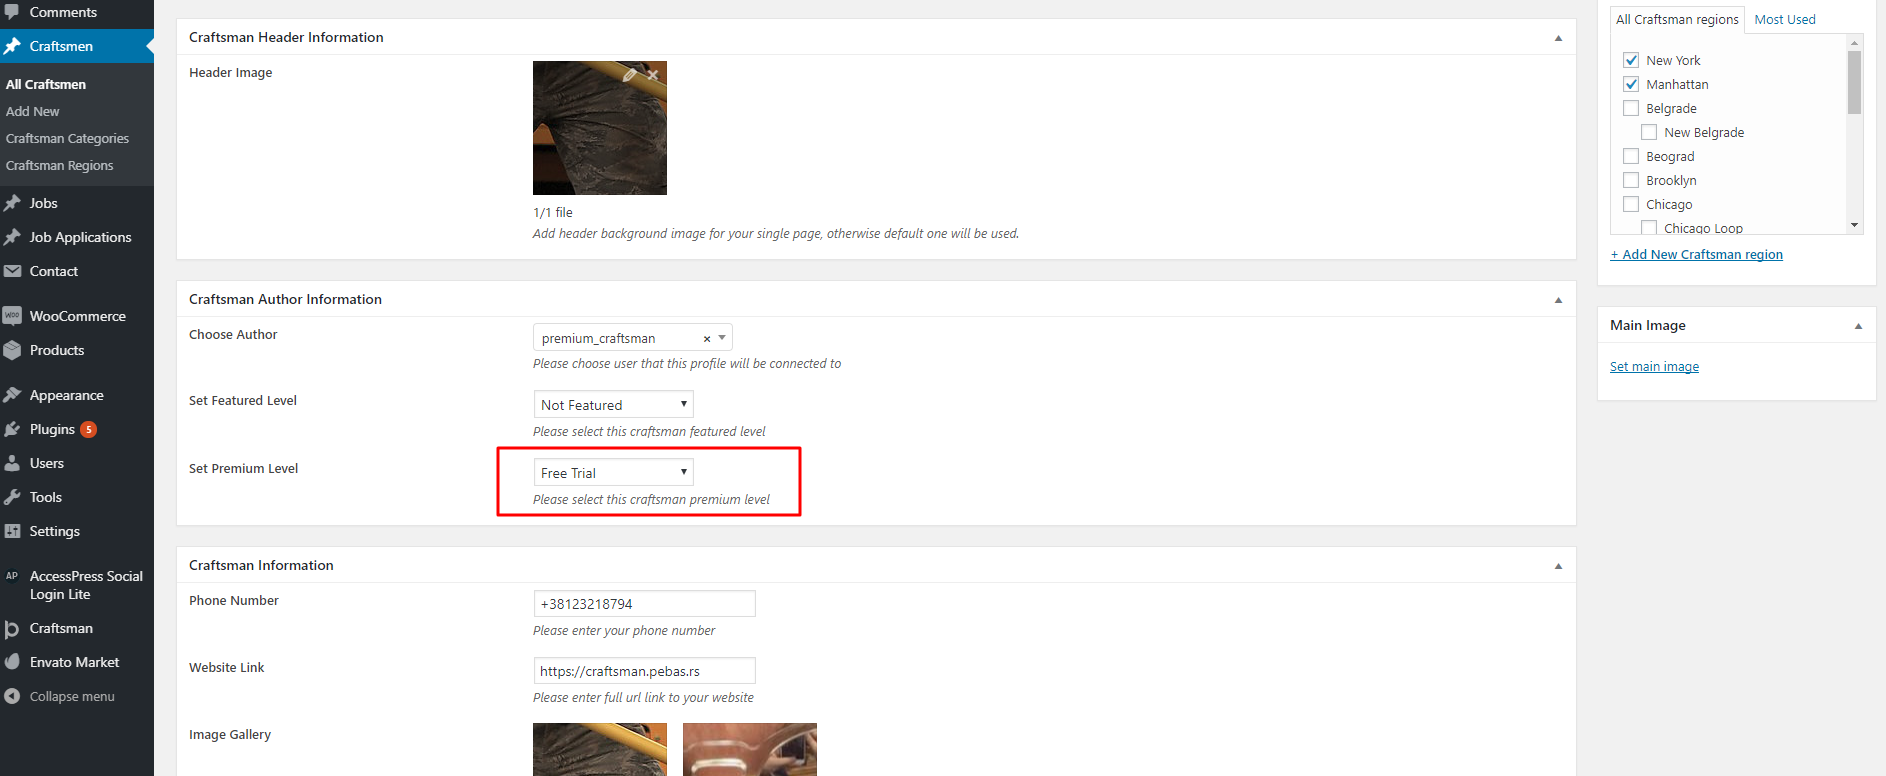 Comments
Craftsmen
All Craftsmen
Add New
Craftsman Categories
Craftsman Regions
Jobs
Job Applications
Contact
WOO WooCommerce
Products
Appearance
Plugins 5
Users
Tools
Settings
AP AccessPress Social
Login Lite
Craftsman
Envato Market
Collapse menu
Craftsman Header Information
Header Image
1/1 file
Add header background image for your single page, otherwise default one will be used.
Craftsman Author Information
Choose Author
premium_craftsman ×
Please choose user that this profile will be connected to
Set Featured Level
Not Featured
Please select this craftsman featured level
Set Premium Level
Free Trial
Please select this craftsman premium level
Craftsman Information
Phone Number
+38123218794
Please enter your phone number
Website Link
https://craftsman.pebas.rs
Please enter full url link to your website
Image Gallery
All Craftsman regions Most Used
New York
Manhattan
Belgrade
New Belgrade
Beograd
Brooklyn
Chicago
Chicago Loop
+ Add New Craftsman region
Main Image
Set main image